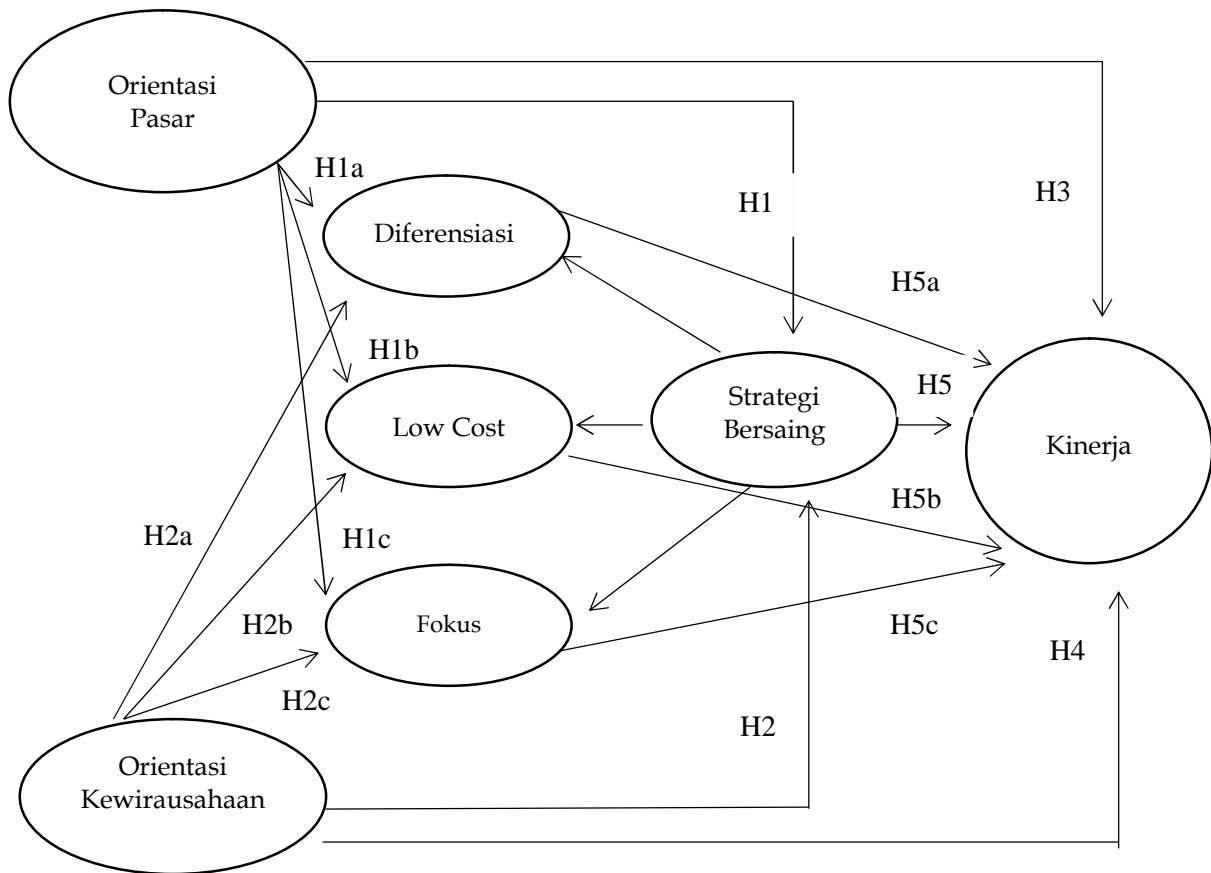 Orientasi
Pasar
H1a
H1
H3
Diferensiasi
H5a
H1b
Strategi
Bersaing
H5
Low Cost
Kinerja
H5b
H2a
H1c
H2b
Fokus
H5c
H4
H2c
H2
Orientasi
Kewirausahaan